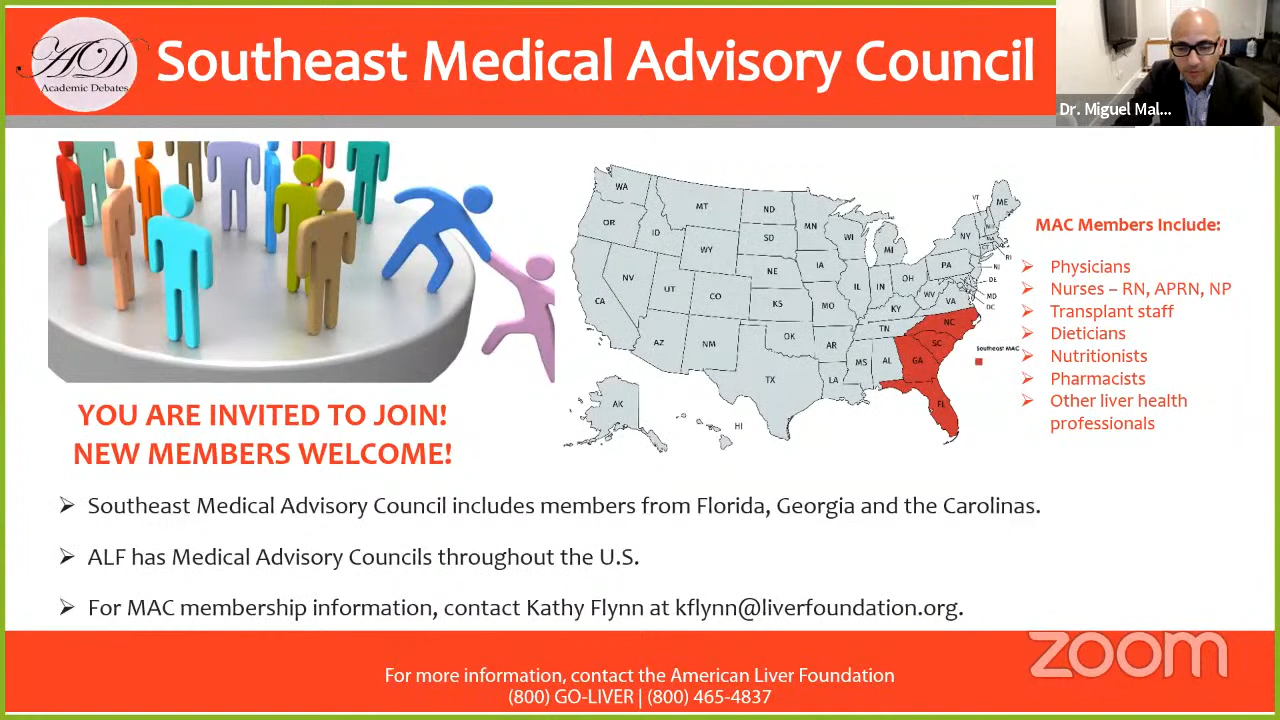 AD
Academic Debates
Southeast Medical Advisory Council
Dr. Miguel Mal...
WA
OR
CA
NV
ID
MT
WY
UT
AZ
CO
NM
ND
SD
NE
KS
OK
TX
MN
IA
MO
AR
LA
WI
IL
MS
MI
IN
OH
KY
TN
AL
GA
FL
SC
NC
VA
WV
PA
NY
VT
ME
RI
NJ
DE
MD
DC
AK
HI
Southeast MAC
MAC Members Include:
➢ Physicians
➢ Nurses – RN, APRN, NP
➢ Transplant staff
➢ Dieticians
➢ Nutritionists
➢ Pharmacists
➢ Other liver health
professionals
YOU ARE INVITED TO JOIN!
NEW MEMBERS WELCOME!
➢ Southeast Medical Advisory Council includes members from Florida, Georgia and the Carolinas.
➢ ALF has Medical Advisory Councils throughout the U.S.
➢ For MAC membership information, contact Kathy Flynn at kflynn@liverfoundation.org.
zoom
For more information, contact the American Liver Foundation
(800) GO-LIVER | (800) 465-4837